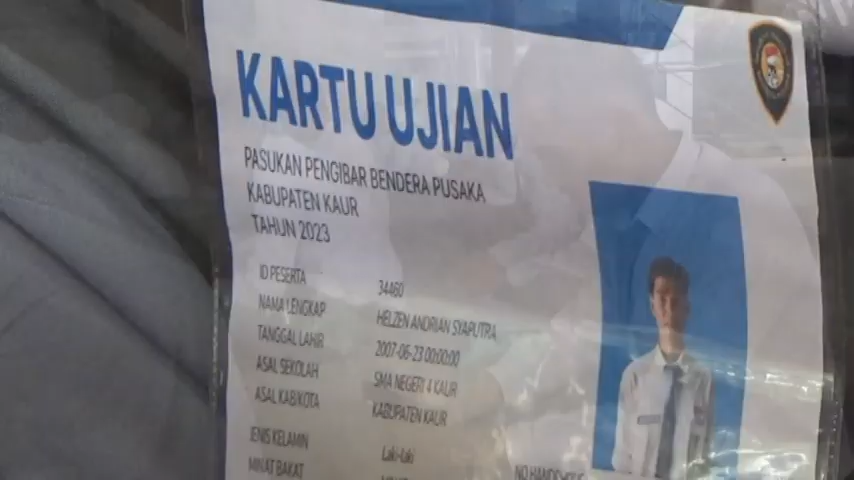 KARTU UJIAN
PASUKAN PENGIBAR BENDERA PUSAKA
KABUPATEN KAUR
TAHUN 2023
ID PESERTA 34460
NAMA LENGKAP HELZEN ANDRIAN SYAPUTRA
TANGGAL LAHIR 2007-06-23 00:00:00
ASAL SEKOLAH SMA NEGERI 4 KAUR
ASAL KAB/KOTA KABUPATEN KAUR
JENIS KELAMIN Laki-laki
MINAT BAKAT